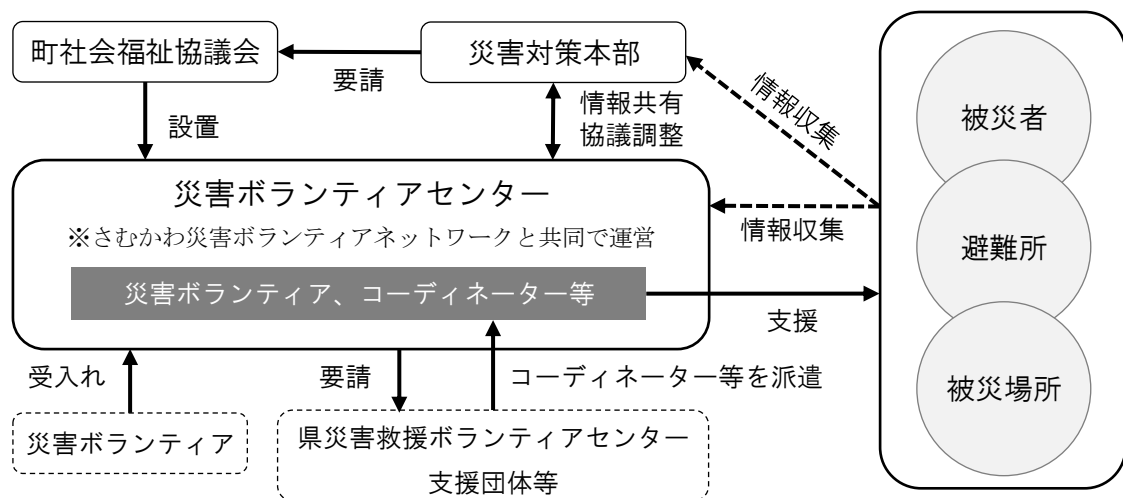 町社会福祉協議会
災害対策本部
要請
設置
情報共有
協議調整
情報収集
情報収集
災害ボランティアセンター
※さむかわ災害ボランティアネットワークと共同で運営
災害ボランティア、コーディネーター等
支援
被災者
避難所
被災場所
受入れ
要請
コーディネーター等を派遣
災害ボランティア
県災害救援ボランティアセンター
支援団体等